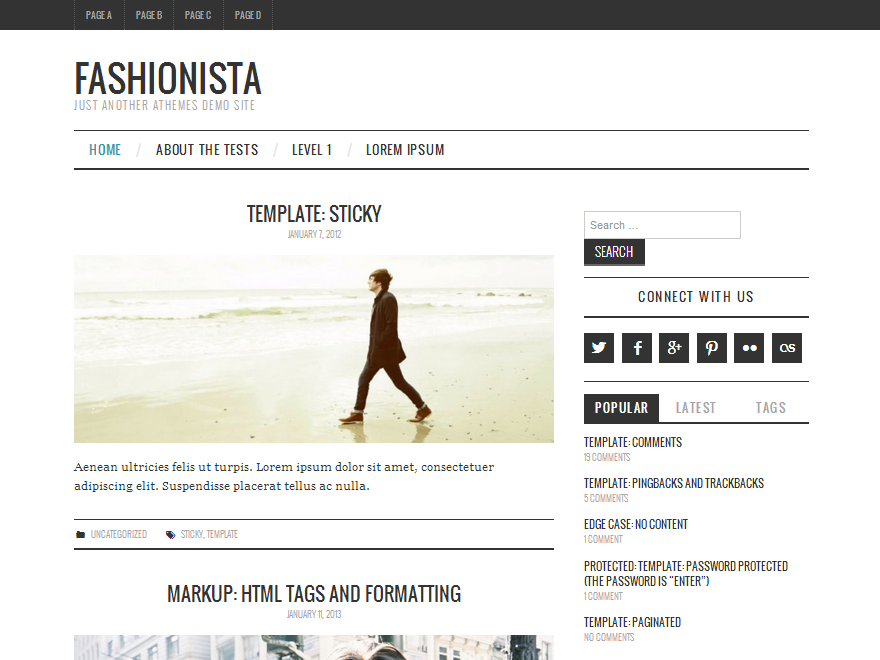 PAGE A
PAGE B
PAGE C
PAGE D
FASHIONISTA
JUST ANOTHER ATHEMES DEMO SITE
HOME / ABOUT THE TESTS / LEVEL 1 / LOREM IPSUM
TEMPLATE: STICKY
JANUARY 7, 2012
Aenean ultricies felis ut turpis. Lorem ipsum dolor sit amet, consectetuer
adipiscing elit. Suspendisse placerat tellus ac nulla.
UNCATEGORIZED
STICKY, TEMPLATE
MARKUP: HTML TAGS AND FORMATTING
JANUARY 11, 2013
Search ...
SEARCH
CONNECT WITH US
POPULAR
LATEST
TAGS
TEMPLATE: COMMENTS
19 COMMENTS
TEMPLATE: PINGBACKS AND TRACKBACKS
5 COMMENTS
EDGE CASE: NO CONTENT
1 COMMENT
PROTECTED: TEMPLATE: PASSWORD PROTECTED
(THE PASSWORD IS “ENTER”)
1 COMMENT
TEMPLATE: PAGINATED
NO COMMENTS